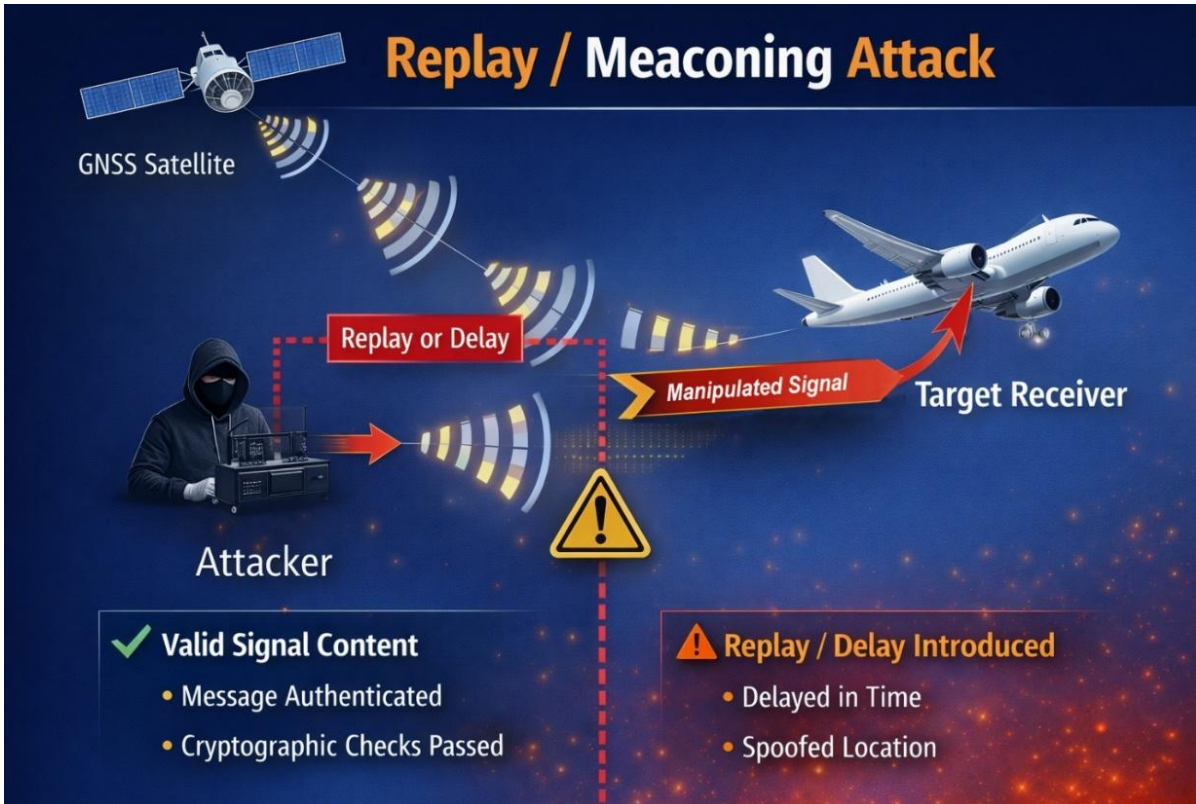 Replay / Meaconing Attack
GNSS Satellite
Replay or Delay
Manipulated Signal
Target Receiver
Attacker
Valid Signal Content
• Message Authenticated
• Cryptographic Checks Passed
Replay / Delay Introduced
• Delayed in Time
• Spoofed Location